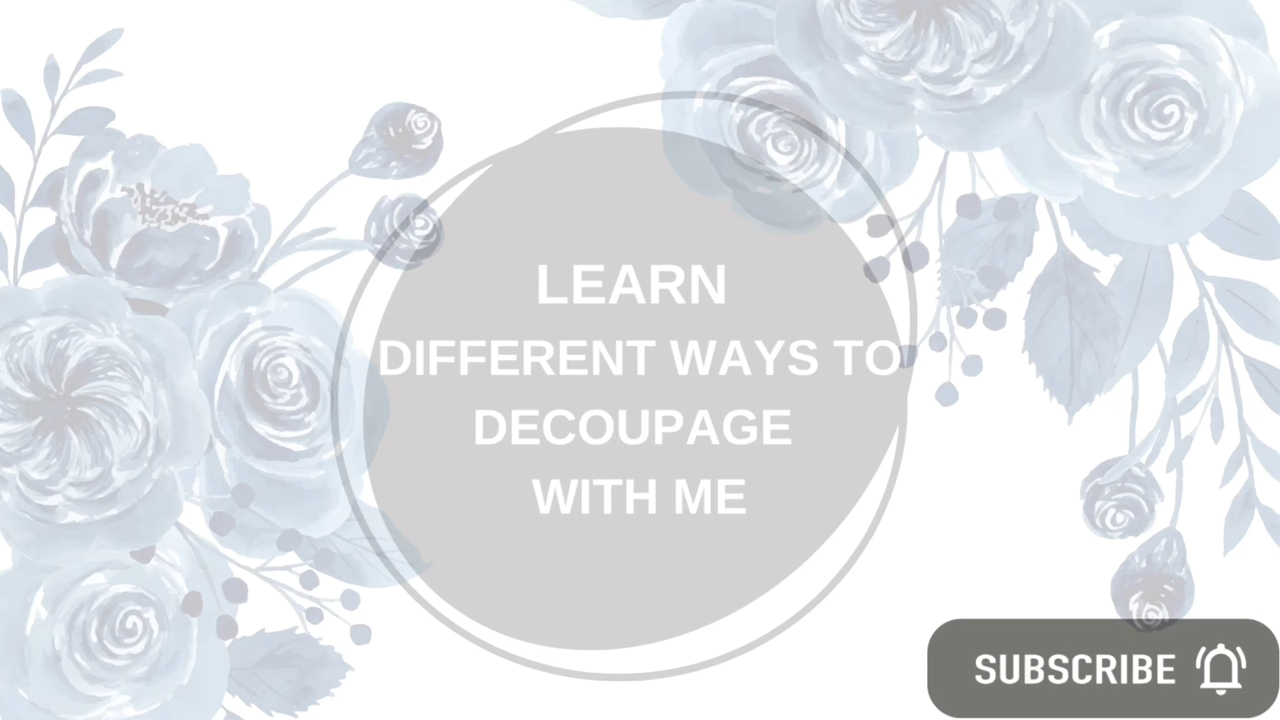 LEARN
DIFFERENT WAYS TO
DECOUPAGE
WITH ME
SUBSCRIBE